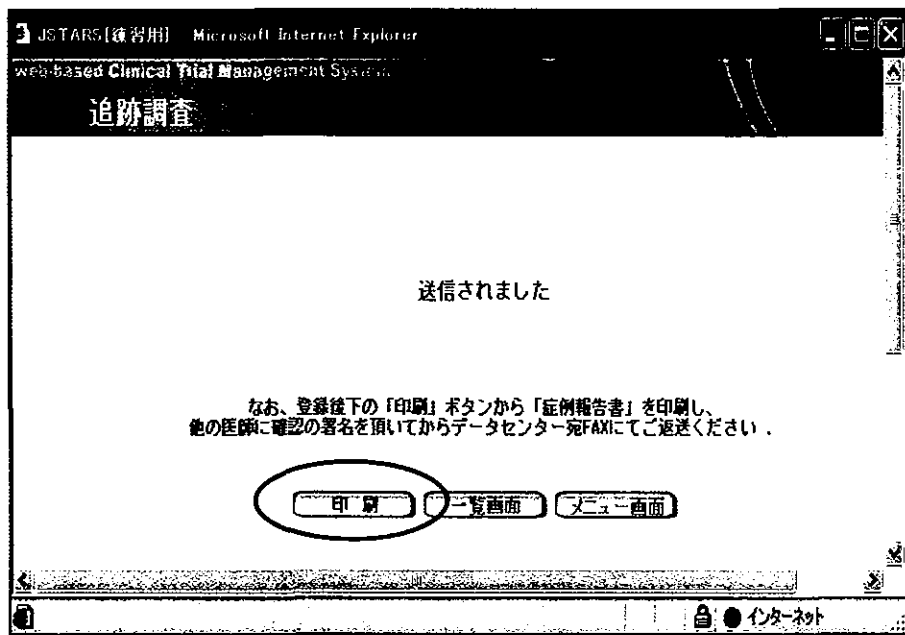 JSTARS[練習用] Microsoft Internet Explorer
web-based Clinical Trial Management System
追跡調査
送信されました
なお、登録後下の「印刷」ボタンから「症例報告書」を印刷し、
他の医師に確認の署名を頂いてからデータセンター宛FAXにてご返送ください．
印 刷 一覧画面 メニュー画面
インターネット